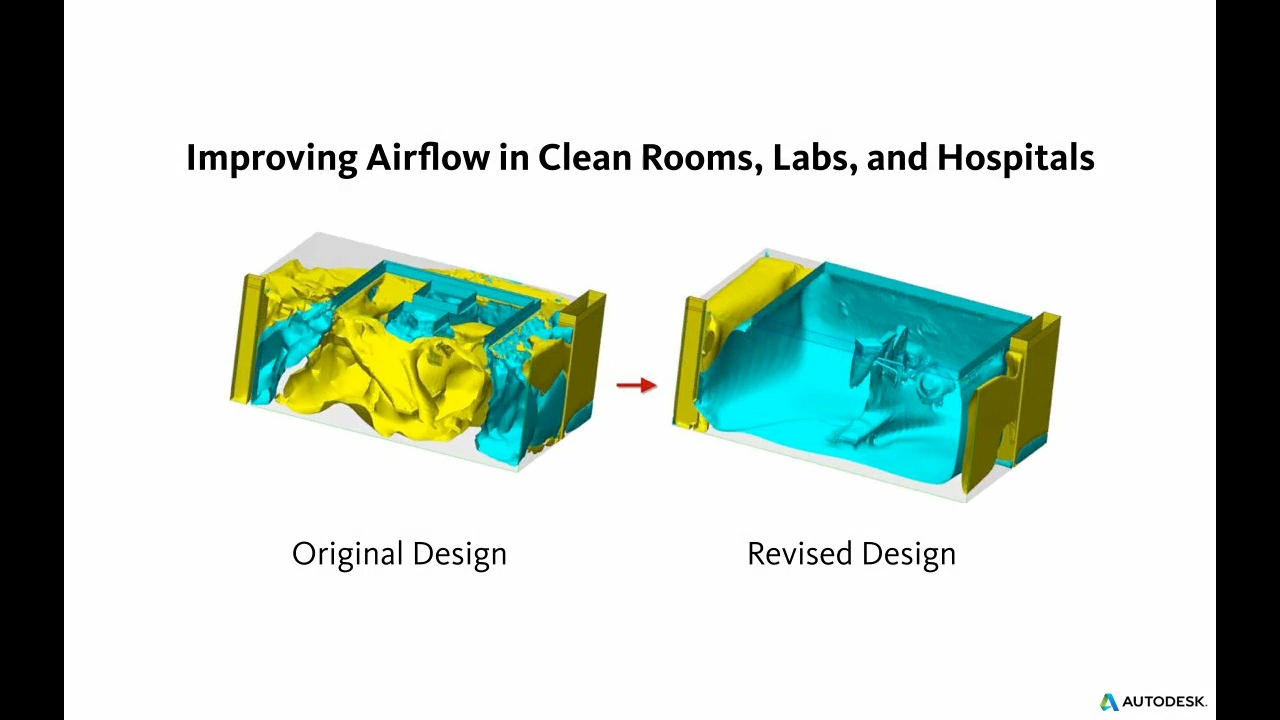 Improving Airflow in Clean Rooms, Labs, and Hospitals
Original Design
Revised Design
AUTODESK.